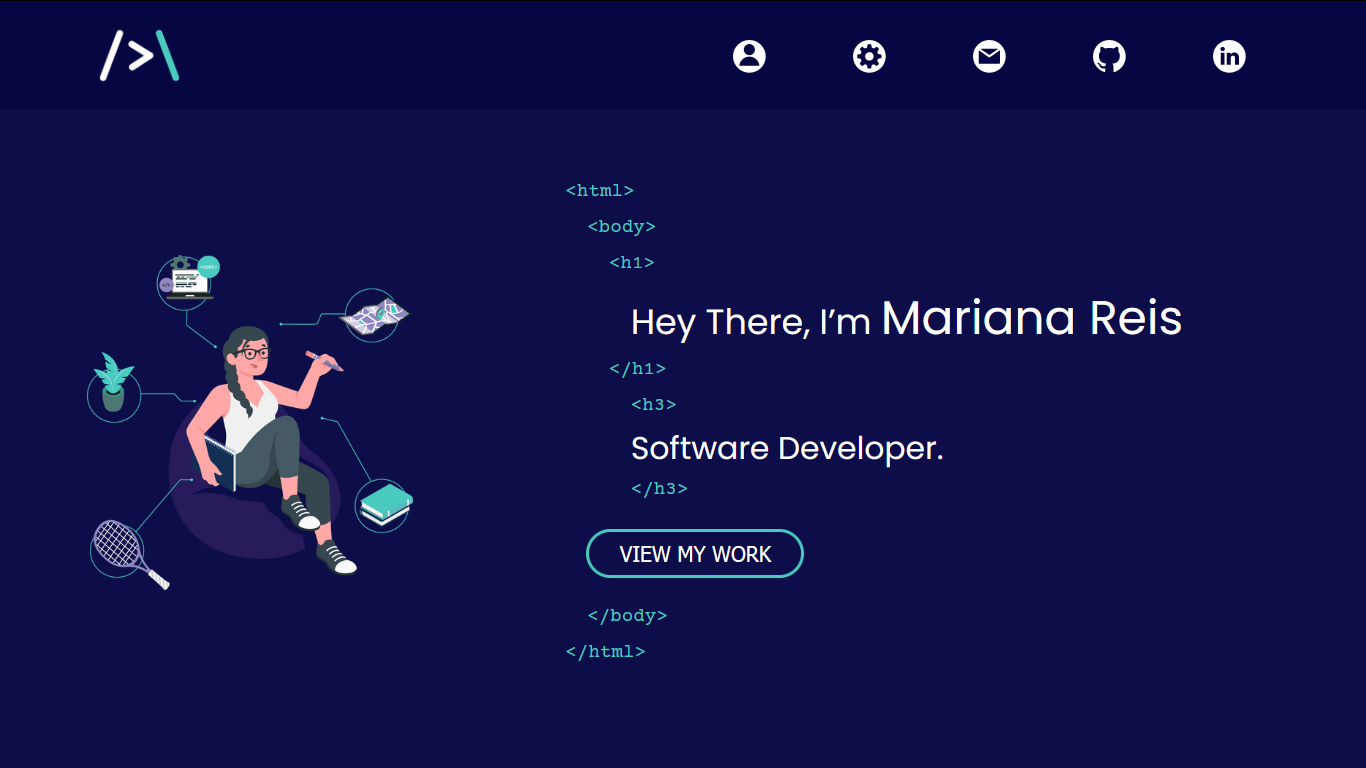 />\
<html>
<body>
<h1>
Hey There, I’m Mariana Reis
</h1>
<h3>
Software Developer.
</h3>
VIEW MY WORK
</body>
</html>